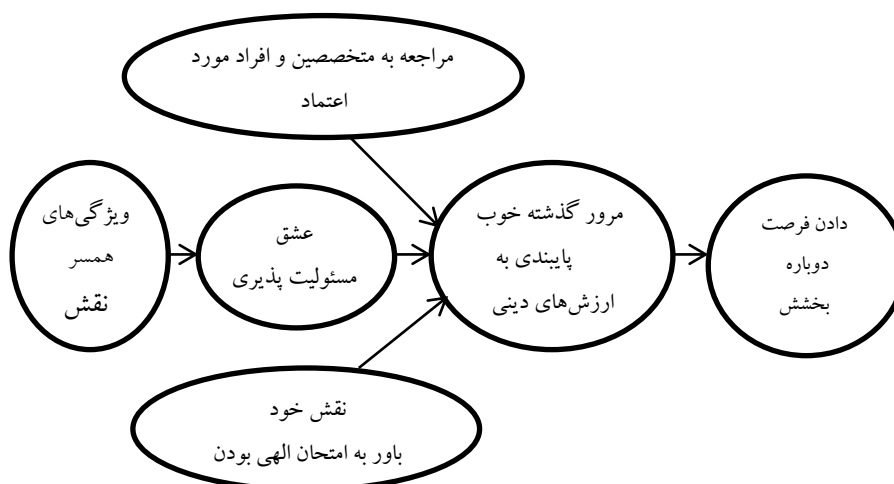 مراجعه به متخصصین و افراد مورد
اعتماد
ویژگی‌های
همسر
نقش
عشق
مسئولیت پذیری
مرور گذشته خوب
پایبندی به
ارزش‌های دینی
دادن فرصت
دوباره
بخشش
نقش خود
باور به امتحان الهی بودن